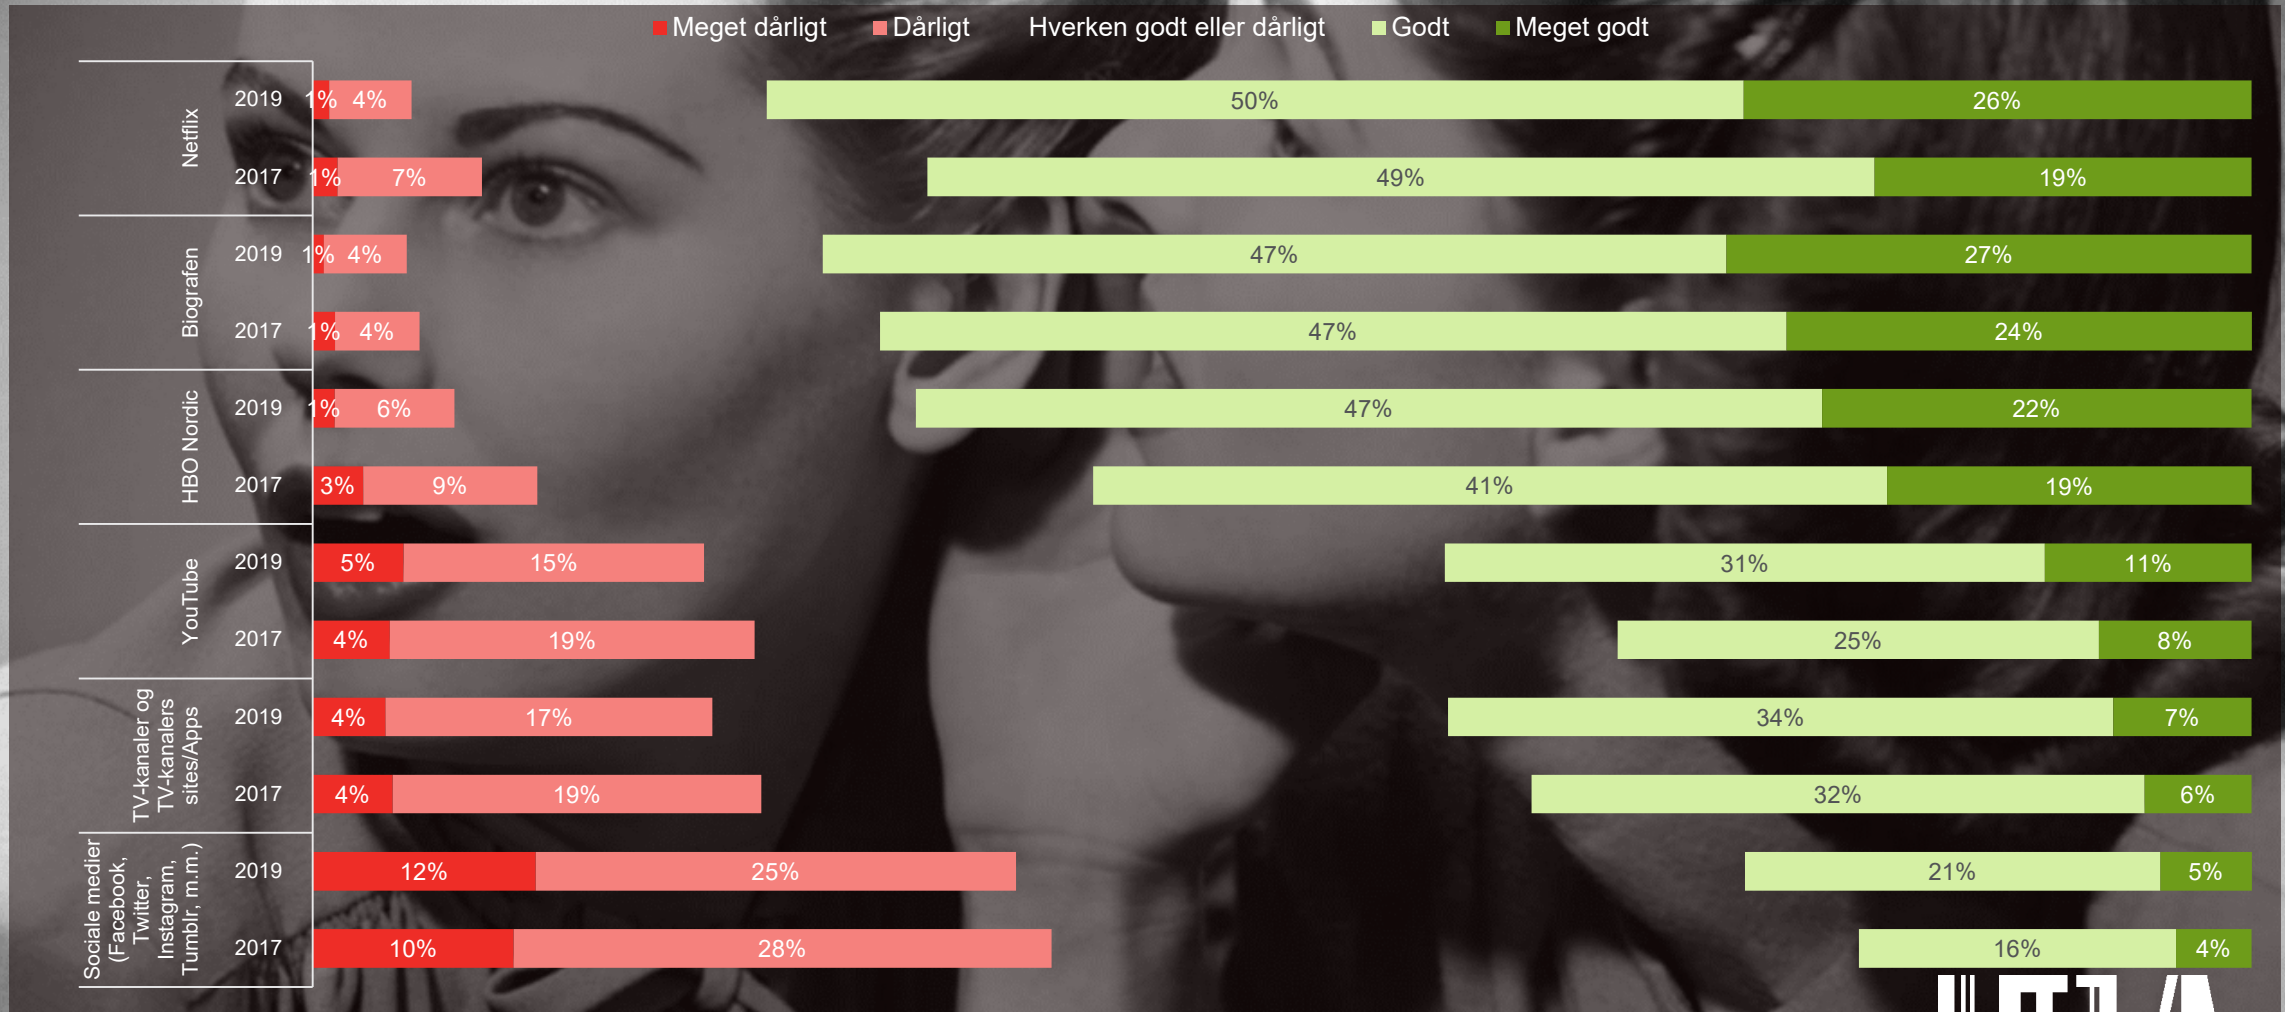 Meget dårligt Dårligt Hverken godt eller dårligt Godt Meget godt
Netflix
2019 1% 4% 50% 26%
2017 1% 7% 49% 19%
Biografen
2019 1% 4% 47% 27%
2017 1% 4% 47% 24%
HBO Nordic
2019 1% 6% 47% 22%
2017 3% 9% 41% 19%
YouTube
2019 5% 15% 31% 11%
2017 4% 19% 25% 8%
TV-kanaler og
TV-kanalers
sites/Apps
2019 4% 17% 34% 7%
2017 4% 19% 32% 6%
Sociale medier
(Facebook,
Twitter,
Instagram,
Tumblr, m.m.)
2019 12% 25% 21% 5%
2017 10% 28% 16% 4%